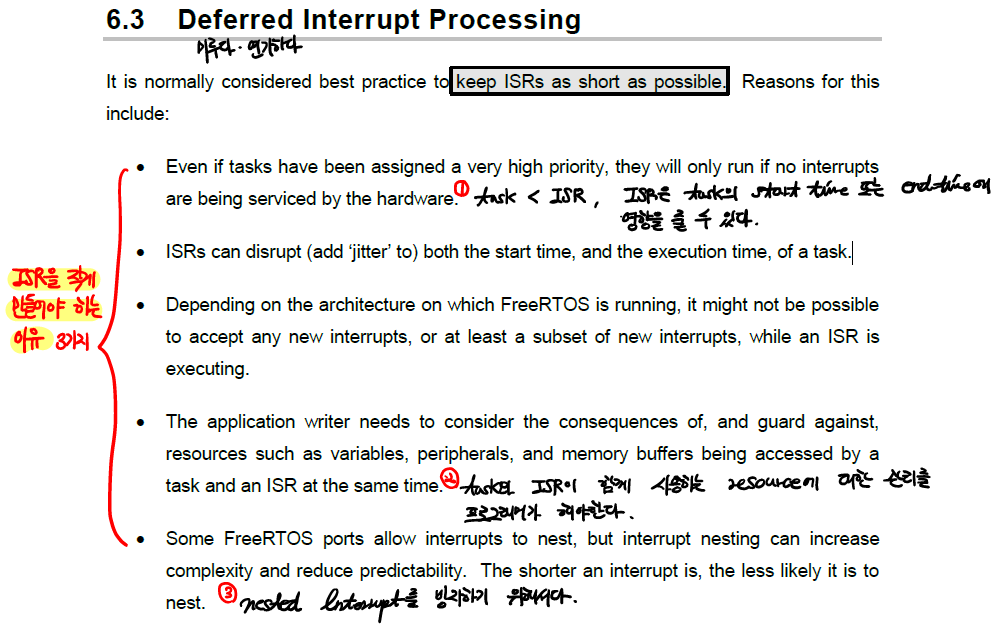 6.3 Deferred Interrupt Processing
미루다·연기하다
It is normally considered best practice to keep ISRs as short as possible. Reasons for this
include:
• Even if tasks have been assigned a very high priority, they will only run if no interrupts
are being serviced by the hardware. ① task < ISR, ISR은 task의 start time 또는 end-time에
영향을 줄 수 있다.
• ISRs can disrupt (add ‘jitter’ to) both the start time, and the execution time, of a task.
ISR을 짧게
만들어야 하는
이유 3가지
• Depending on the architecture on which FreeRTOS is running, it might not be possible
to accept any new interrupts, or at least a subset of new interrupts, while an ISR is
executing.
• The application writer needs to consider the consequences of, and guard against,
resources such as variables, peripherals, and memory buffers being accessed by a
task and an ISR at the same time. ② task와 ISR이 함께 사용하는 resource에 대한 관리를
프로그래머가 해야한다.
• Some FreeRTOS ports allow interrupts to nest, but interrupt nesting can increase
complexity and reduce predictability. The shorter an interrupt is, the less likely it is to
nest. ③ nested Interrupt를 방지하기 위해서다.